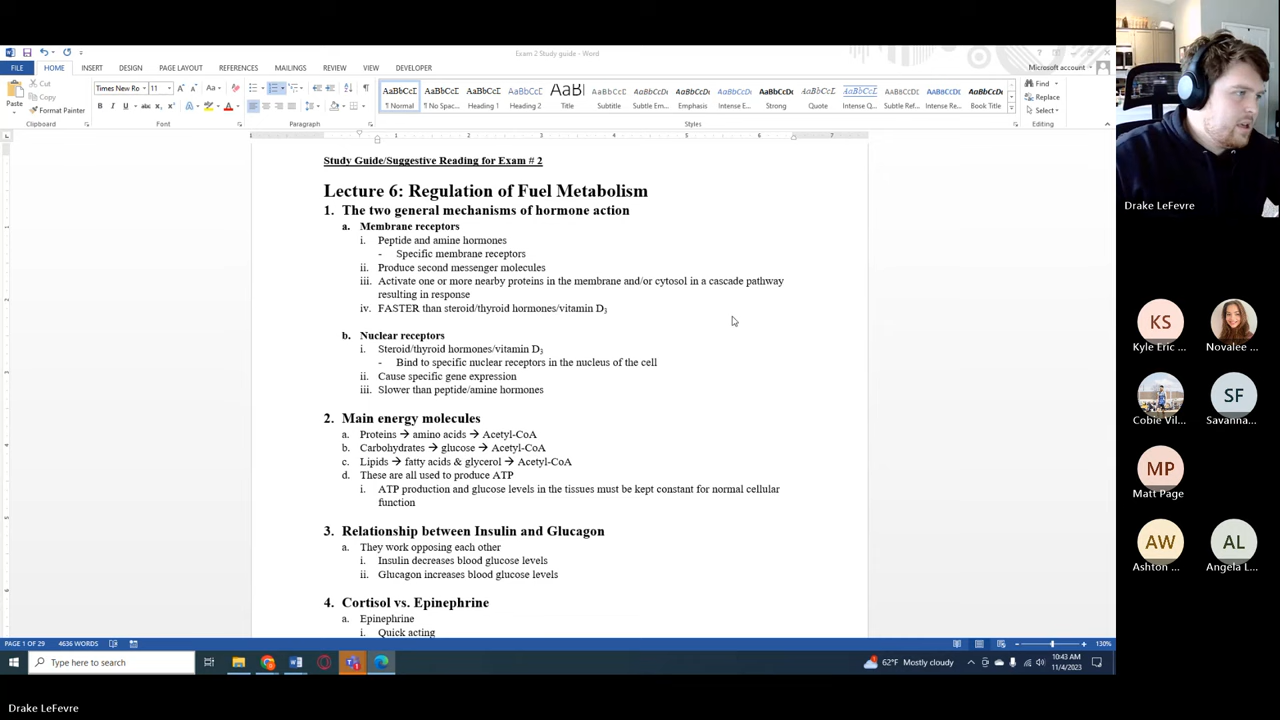 Exam 2 Study guide - Word
FILE HOME INSERT DESIGN PAGE LAYOUT REFERENCES MAILINGS REVIEW VIEW DEVELOPER Microsoft account
Paste
Cut
Copy
Format Painter
Clipboard
Times New Ro 11
Font
Paragraph
¶ Normal ¶ No Spac... Heading 1 Heading 2 Title Subtitle Subtle Em... Emphasis Intense E... Strong Quote Intense Q... Subtle Ref... Intense Re... Book Title
Styles
Find
Replace
Select
Editing
Study Guide/Suggestive Reading for Exam # 2
Lecture 6: Regulation of Fuel Metabolism
1. The two general mechanisms of hormone action
a. Membrane receptors
i. Peptide and amine hormones
- Specific membrane receptors
ii. Produce second messenger molecules
iii. Activate one or more nearby proteins in the membrane and/or cytosol in a cascade pathway
resulting in response
iv. FASTER than steroid/thyroid hormones/vitamin D₃
b. Nuclear receptors
i. Steroid/thyroid hormones/vitamin D₃
- Bind to specific nuclear receptors in the nucleus of the cell
ii. Cause specific gene expression
iii. Slower than peptide/amine hormones
2. Main energy molecules
a. Proteins → amino acids → Acetyl-CoA
b. Carbohydrates → glucose → Acetyl-CoA
c. Lipids → fatty acids & glycerol → Acetyl-CoA
d. These are all used to produce ATP
i. ATP production and glucose levels in the tissues must be kept constant for normal cellular
function
3. Relationship between Insulin and Glucagon
a. They work opposing each other
i. Insulin decreases blood glucose levels
ii. Glucagon increases blood glucose levels
4. Cortisol vs. Epinephrine
a. Epinephrine
i. Quick acting
PAGE 1 OF 29 4636 WORDS 130%
Type here to search
62°F Mostly cloudy
10:43 AM
11/4/2023
Drake LeFevre
Drake LeFevre
KS
Kyle Eric ...
Novalee ...
Cobie Vil...
SF
Savanna...
MP
Matt Page
AW
Ashton ...
AL
Angela L...